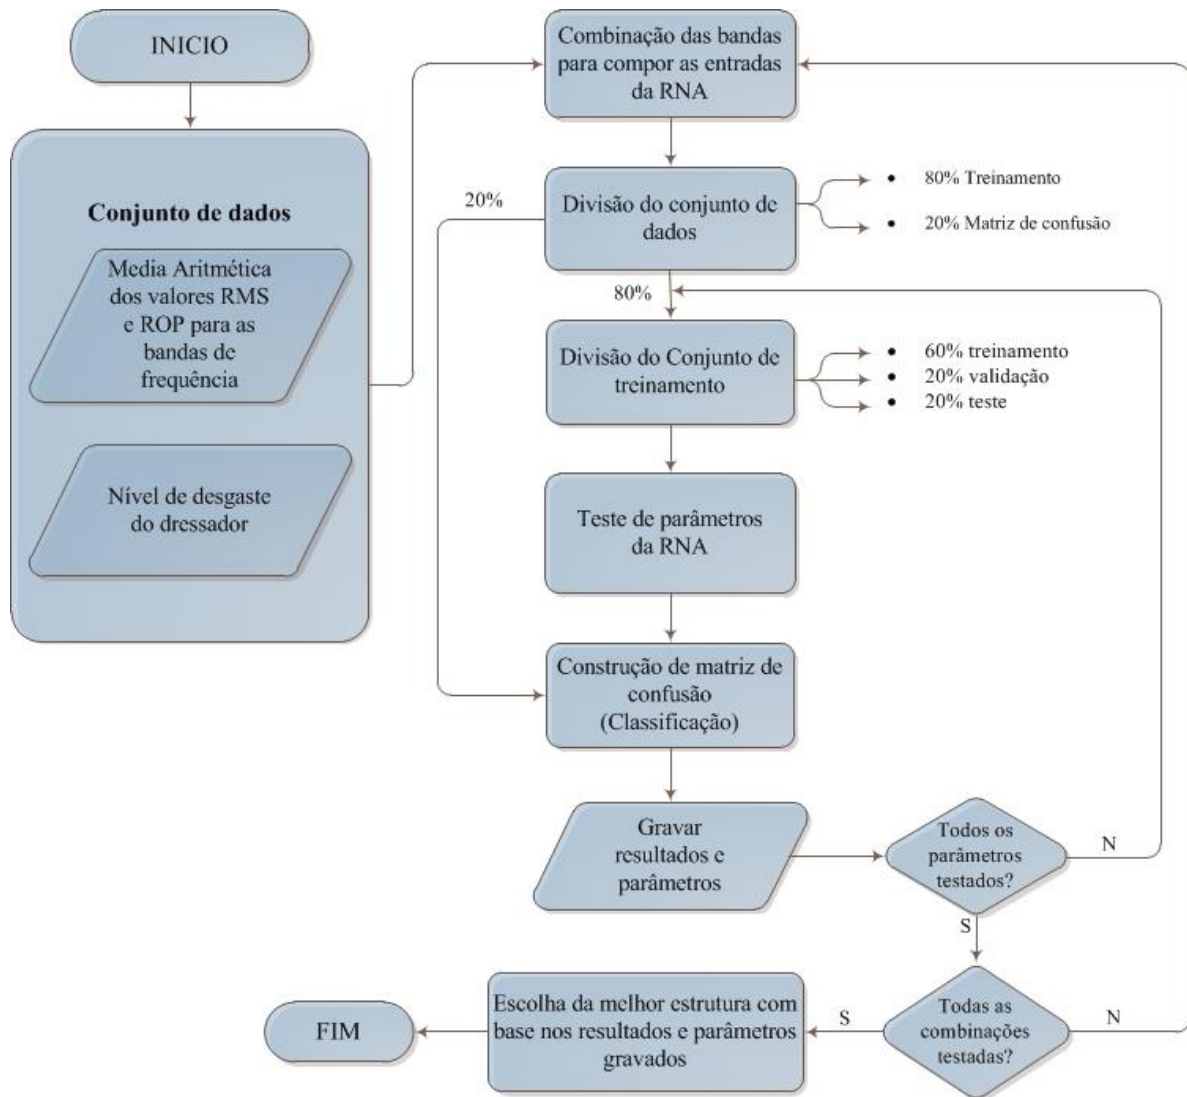 INICIO
Conjunto de dados
Media Aritmética
dos valores RMS
e ROP para as
bandas de
frequência
Nível de desgaste
do dressador
Combinação das bandas
para compor as entradas
da RNA
Divisão do conjunto de
dados
• 80% Treinamento
• 20% Matriz de confusão
20%
80%
Divisão do Conjunto de
treinamento
• 60% treinamento
• 20% validação
• 20% teste
Teste de parâmetros
da RNA
Construção de matriz de
confusão
(Classificação)
Gravar
resultados e
parâmetros
Todos os
parâmetros
testados?
N
S
Todas as
combinações
testadas?
N
S
Escolha da melhor estrutura com
base nos resultados e parâmetros
gravados
FIM